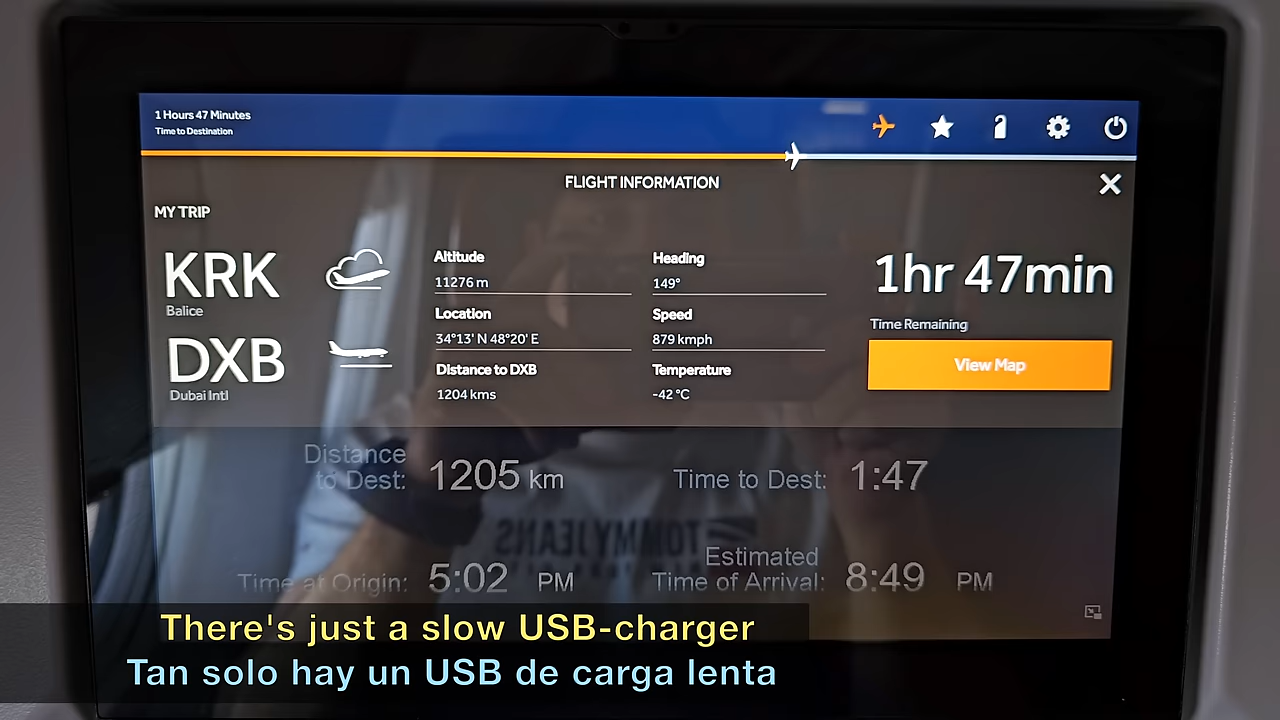 1 Hours 47 Minutes
Time to Destination
FLIGHT INFORMATION
MY TRIP
KRK
Balice
DXB
Dubai Intl
Altitude
11276 m
Location
34°13' N 48°20' E
Distance to DXB
1204 kms
Heading
149°
Speed
879 kmph
Temperature
-42 °C
1hr 47min
Time Remaining
View Map
Distance
to Dest: 1205 km
Time to Dest: 1:47
TOMMY JEANS
Time at Origin: 5:02 PM
Estimated
Time of Arrival: 8:49 PM
There's just a slow USB-charger
Tan solo hay un USB de carga lenta